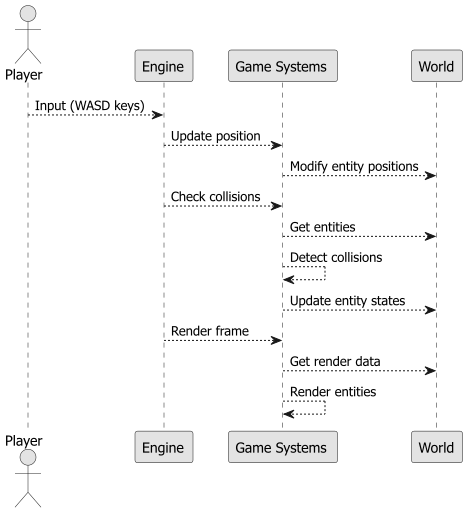 Player
Engine
Game Systems
World
Input (WASD keys)
Update position
Modify entity positions
Check collisions
Get entities
Detect collisions
Update entity states
Render frame
Get render data
Render entities
Player
Engine
Game Systems
World